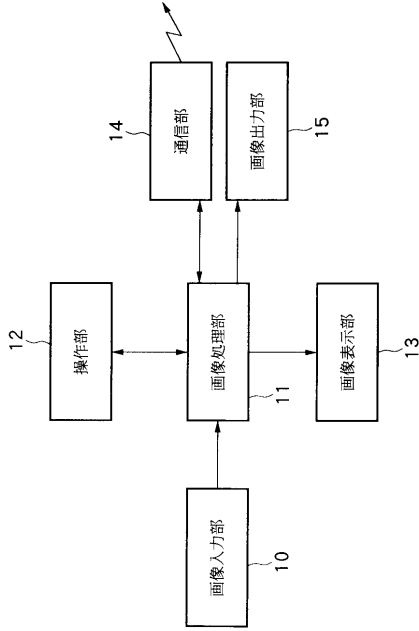 14
通信部
画像出力部
15
12
操作部
画像処理部
11
画像表示部
13
画像入力部
10